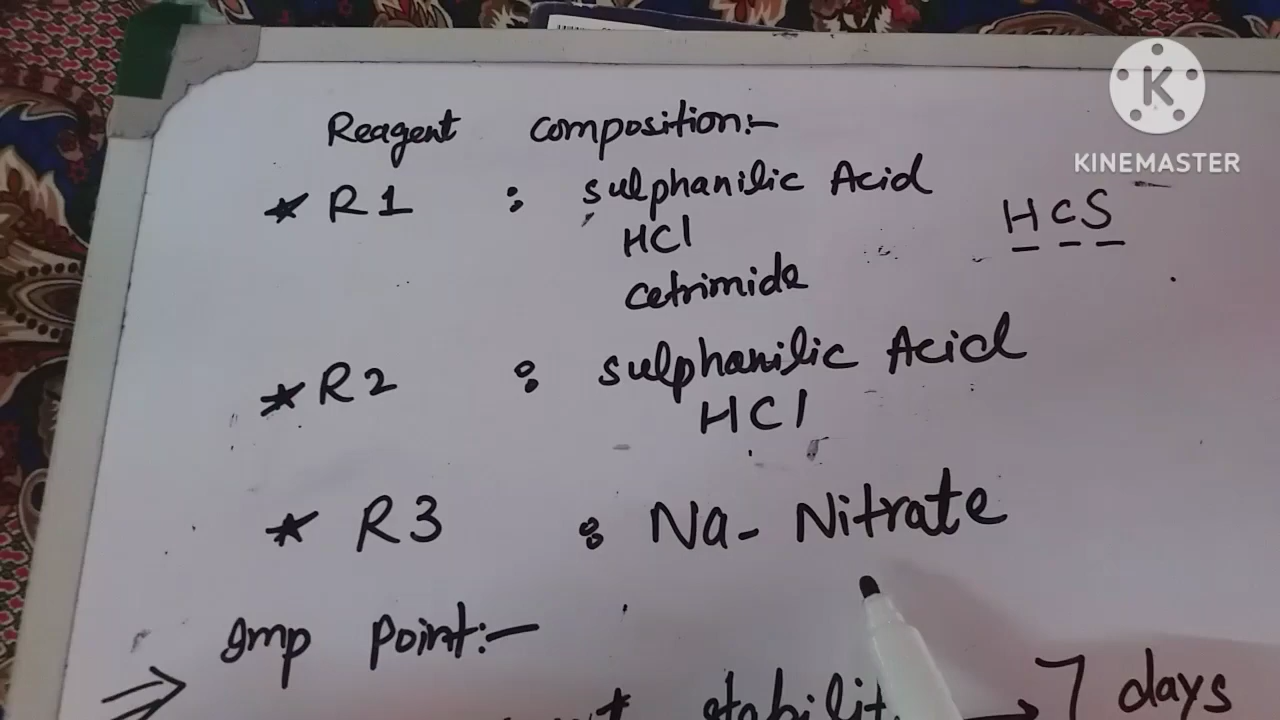 Reagent composition:-
K
KINEMASTER
* R1 : sulphanilic Acid
HCl
cetrimide
HCS
* R2 : sulphanilic Acid
HCl
* R3 : Na- Nitrate
Imp Point:-
⇒ stabilit → 7 days